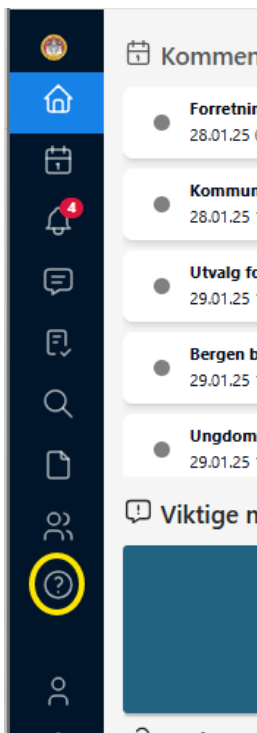 Kommen
4
Forretni
28.01.25
Kommun
28.01.25
Utvalg fo
29.01.25
Bergen b
29.01.25
Ungdom
29.01.25
Viktige n